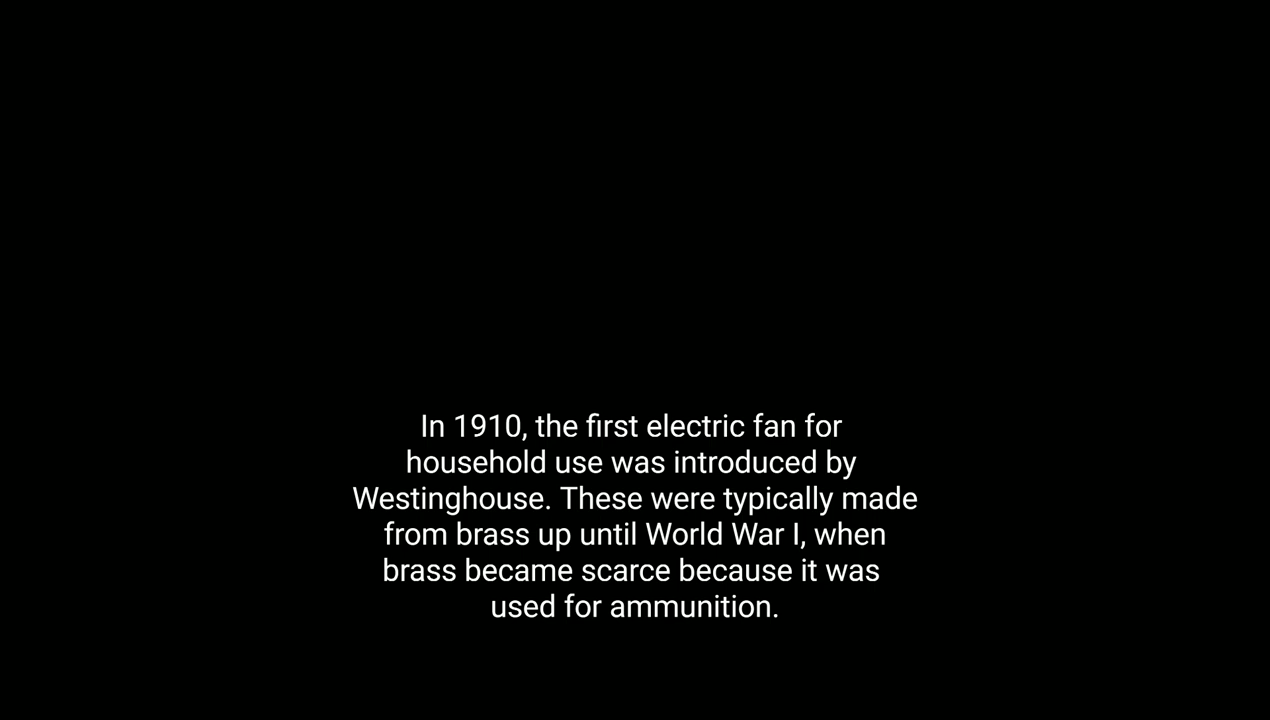 In 1910, the first electric fan for
household use was introduced by
Westinghouse. These were typically made
from brass up until World War I, when
brass became scarce because it was
used for ammunition.